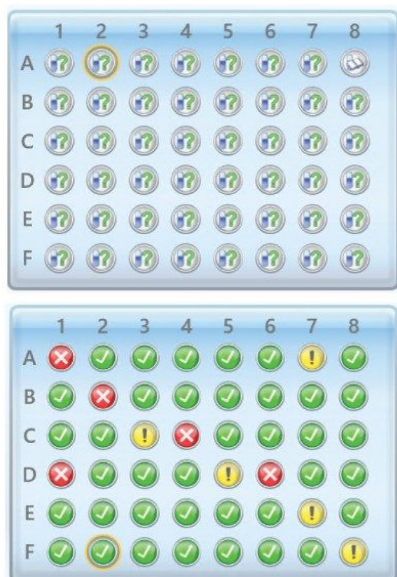 1 2 3 4 5 6 7 8
A ? ? ? ? ? ? ?
B ? ? ? ? ? ? ? ?
C ? ? ? ? ? ? ? ?
D ? ? ? ? ? ? ? ?
E ? ? ? ? ? ? ? ?
F ? ? ? ? ? ? ? ?
1 2 3 4 5 6 7 8
A !
B
C !
D !
E !
F !